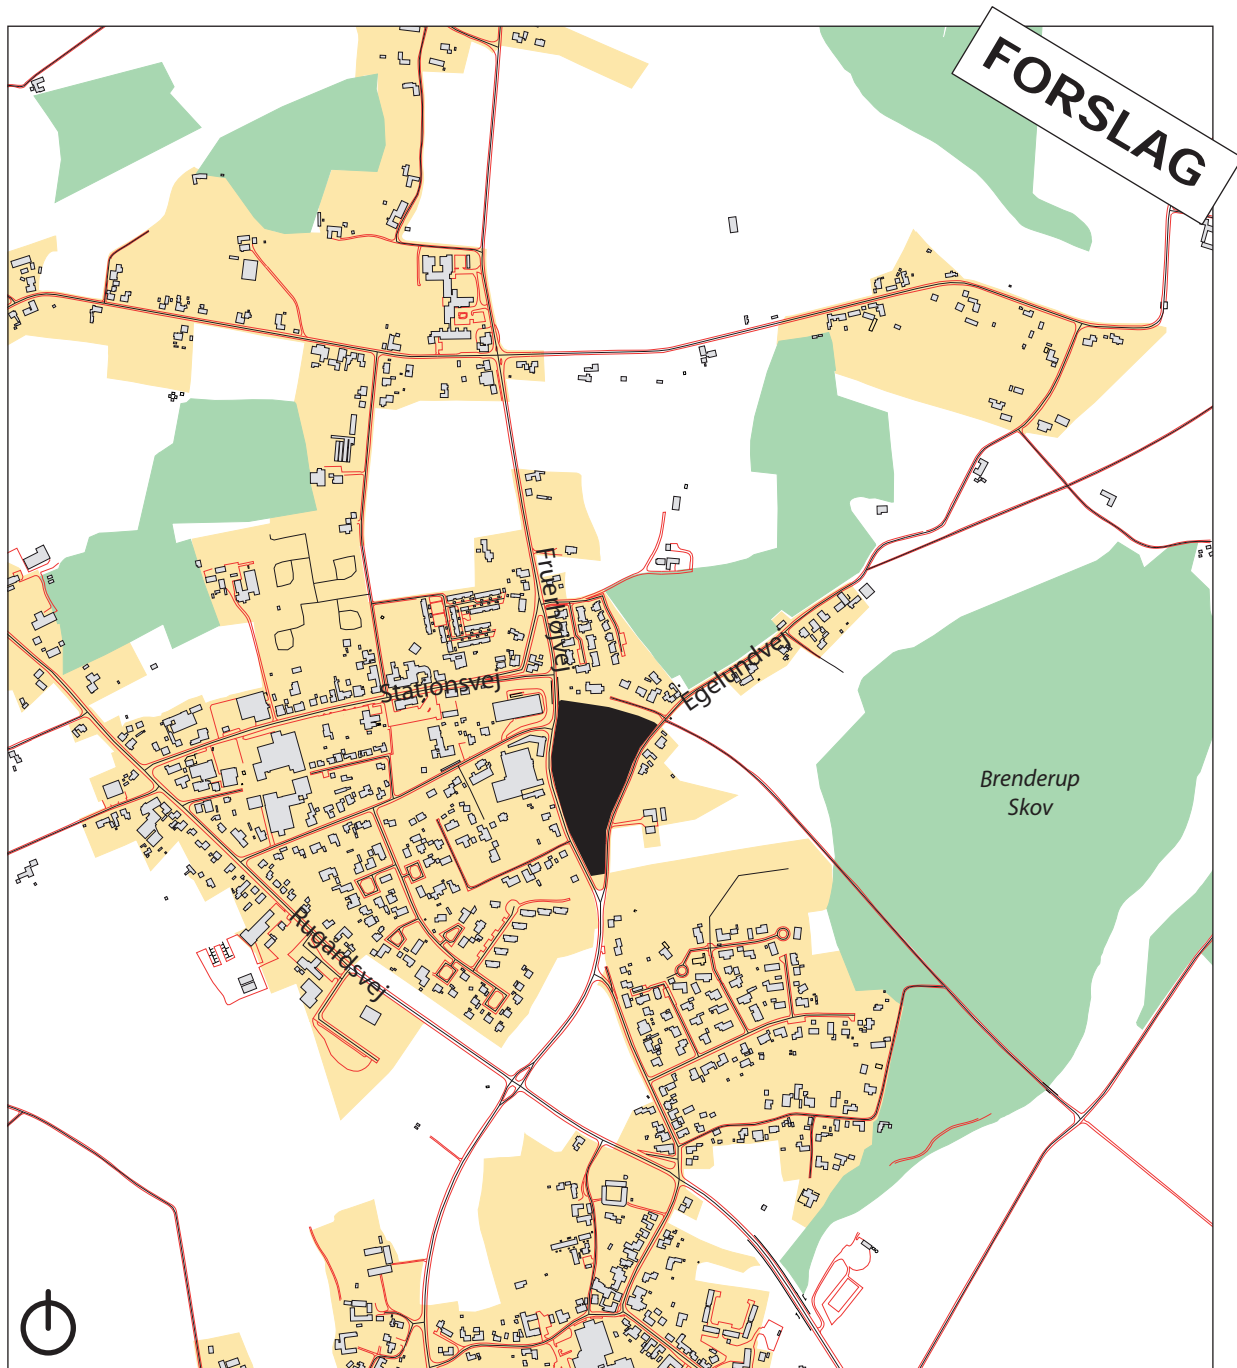 FORSLAG
Fruerhøjvej
Stationsvej
Egelundvej
Brenderup
Skov
Rugårdsvej